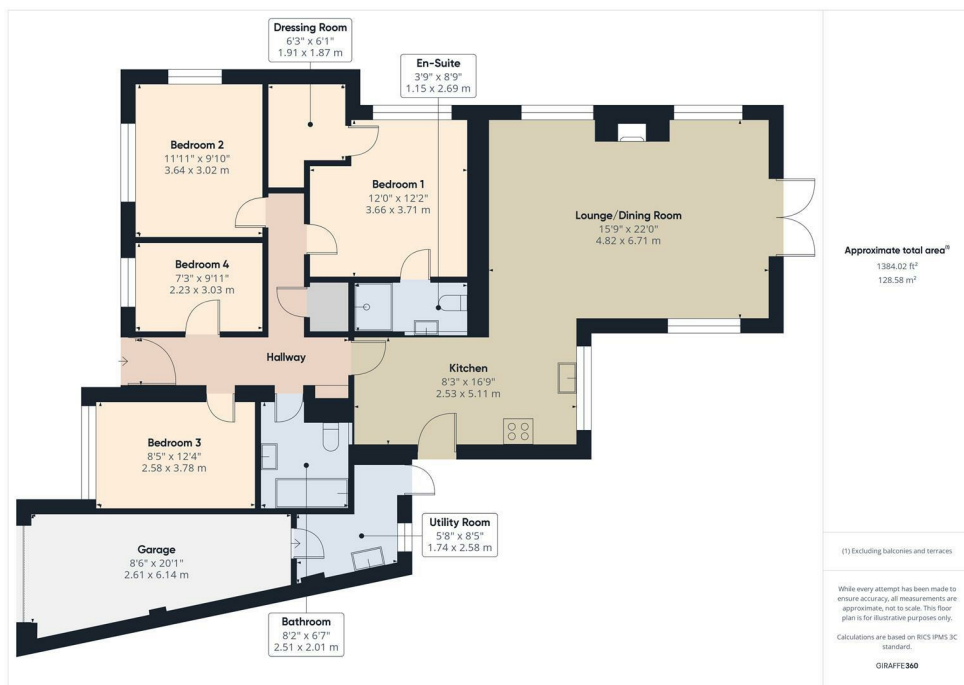 Dressing Room
6'3" x 6'1"
1.91 x 1.87 m
En-Suite
3'9" x 8'9"
1.15 x 2.69 m
Bedroom 2
11'11" x 9'10"
3.64 x 3.02 m
Bedroom 1
12'0" x 12'2"
3.66 x 3.71 m
Lounge/Dining Room
15'9" x 22'0"
4.82 x 6.71 m
Bedroom 4
7'3" x 9'11"
2.23 x 3.03 m
Hallway
Kitchen
8'3" x 16'9"
2.53 x 5.11 m
Bedroom 3
8'5" x 12'4"
2.58 x 3.78 m
Utility Room
5'8" x 8'5"
1.74 x 2.58 m
Garage
8'6" x 20'1"
2.61 x 6.14 m
Bathroom
8'2" x 6'7"
2.51 x 2.01 m
Approximate total area(1)
1384.02 ft²
128.58 m²
(1) Excluding balconies and terraces
While every attempt has been made to
ensure accuracy, all measurements are
approximate, not to scale. This floor
plan is for illustrative purposes only.
Calculations are based on RICS IPMS 3C
standard.
GIRAFFE360